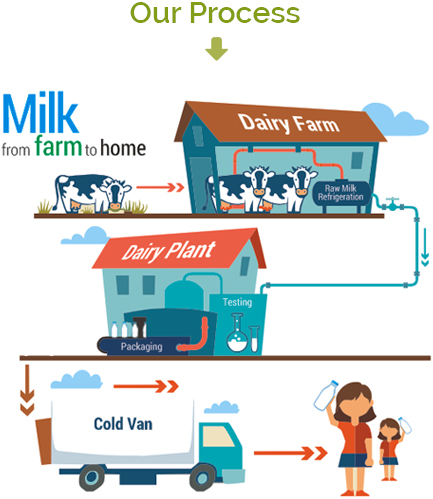 Our Process
Milk
from farm to home
Dairy Farm
Raw Milk
Refrigeration
Dairy Plant
Testing
Packaging
Cold Van